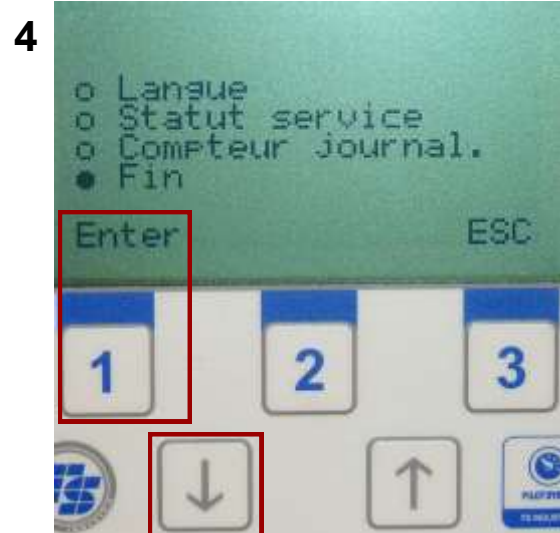 4
Langue
Statut service
Compteur journal.
Fin
Enter ESC
1 2 3